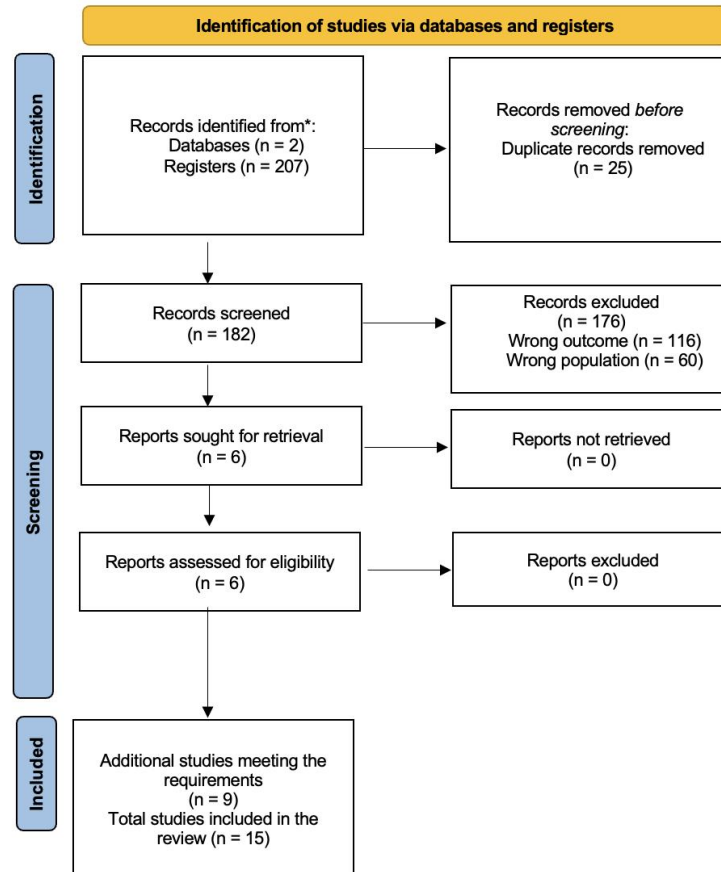 Identification of studies via databases and registers
Identification
Records identified from*:
Databases (n = 2)
Registers (n = 207)
Records removed before
screening:
Duplicate records removed
(n = 25)
Screening
Records screened
(n = 182)
Records excluded
(n = 176)
Wrong outcome (n = 116)
Wrong population (n = 60)
Reports sought for retrieval
(n = 6)
Reports not retrieved
(n = 0)
Reports assessed for eligibility
(n = 6)
Reports excluded
(n = 0)
Included
Additional studies meeting the
requirements
(n = 9)
Total studies included in the
review (n = 15)